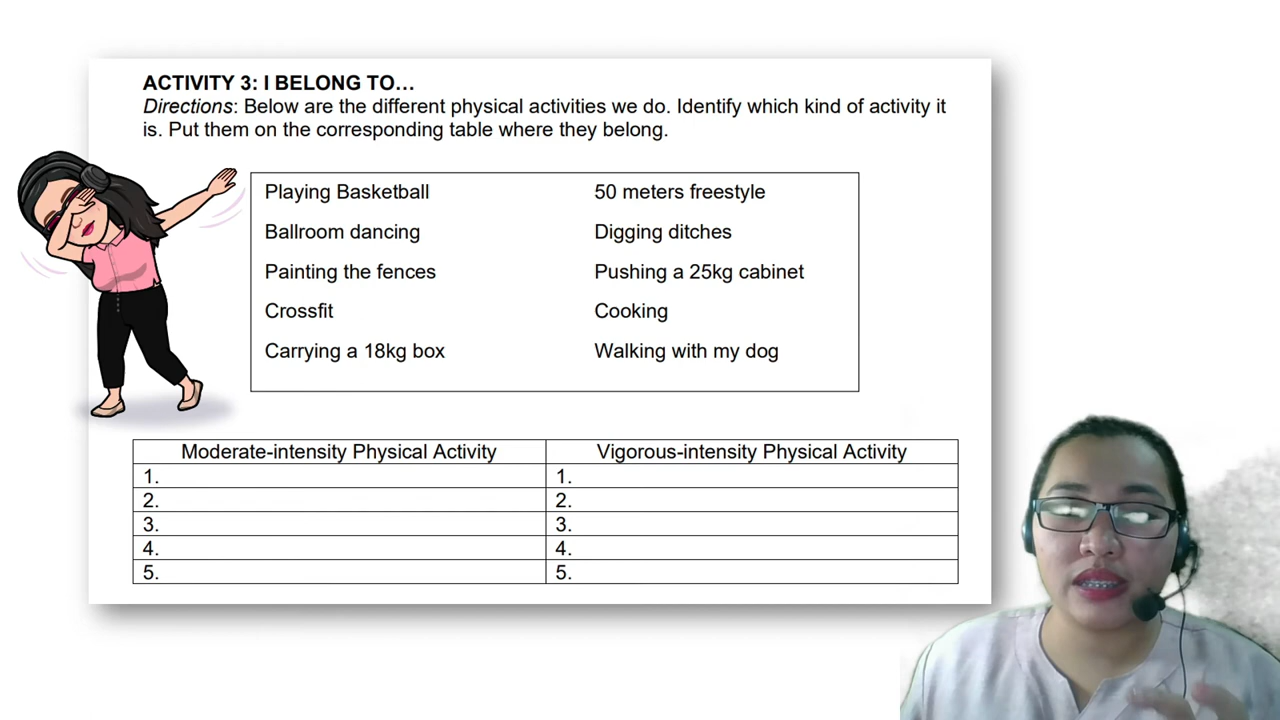 ACTIVITY 3: I BELONG TO…
Directions: Below are the different physical activities we do. Identify which kind of activity it
is. Put them on the corresponding table where they belong.
Playing Basketball
50 meters freestyle
Ballroom dancing
Digging ditches
Painting the fences
Pushing a 25kg cabinet
Crossfit
Cooking
Carrying a 18kg box
Walking with my dog
Moderate-intensity Physical Activity
Vigorous-intensity Physical Activity
1.
1.
2.
2.
3.
3.
4.
4.
5.
5.